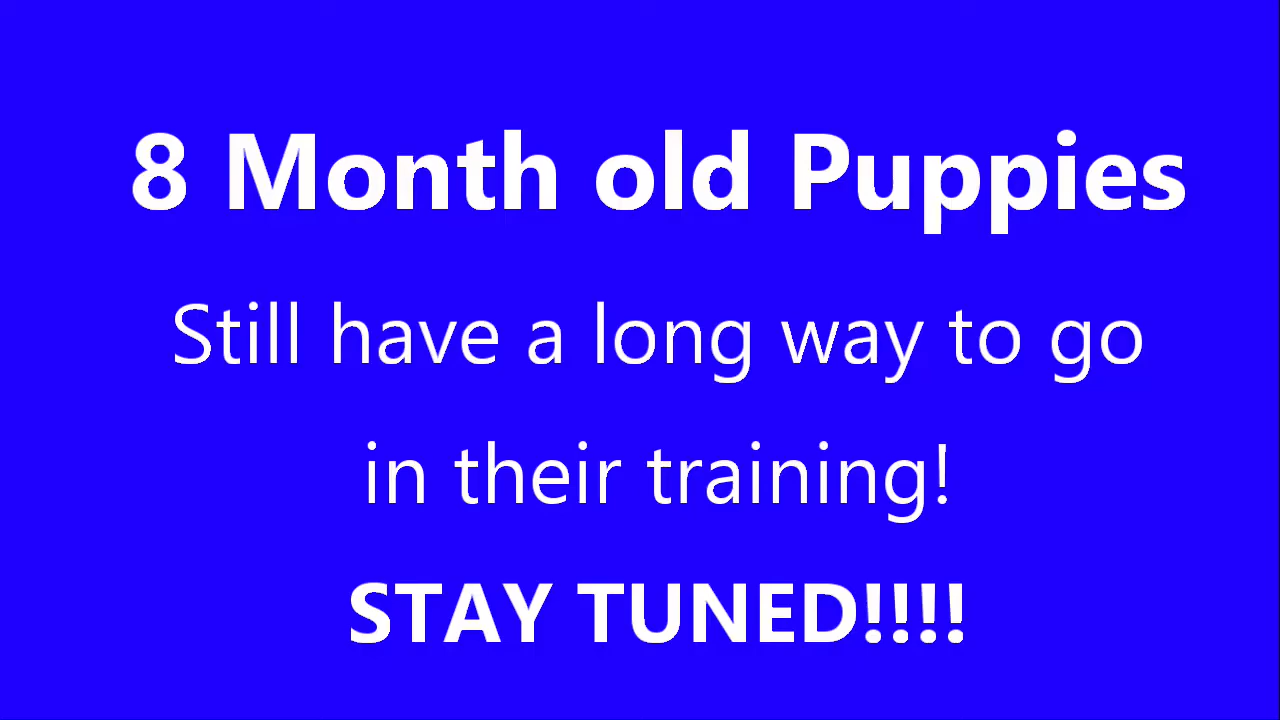 8 Month old Puppies
Still have a long way to go
in their training!
STAY TUNED!!!!